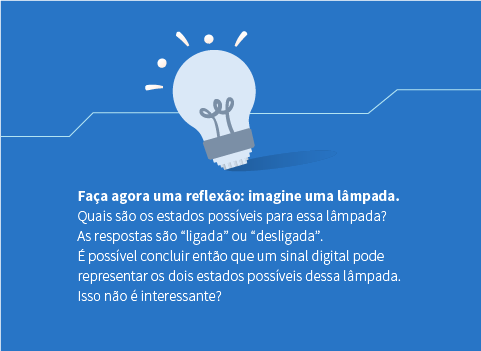 Faça agora uma reflexão: imagine uma lâmpada.
Quais são os estados possíveis para essa lâmpada?
As respostas são “ligada” ou “desligada”.
É possível concluir então que um sinal digital pode
representar os dois estados possíveis dessa lâmpada.
Isso não é interessante?